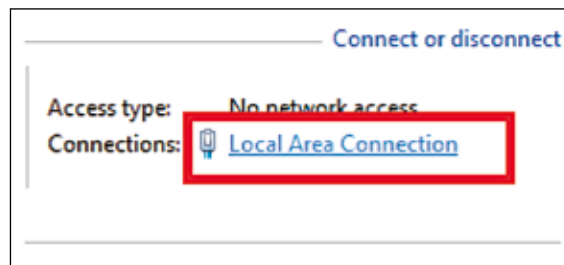 Connect or disconnect
Access type: No network access
Connections: Local Area Connection